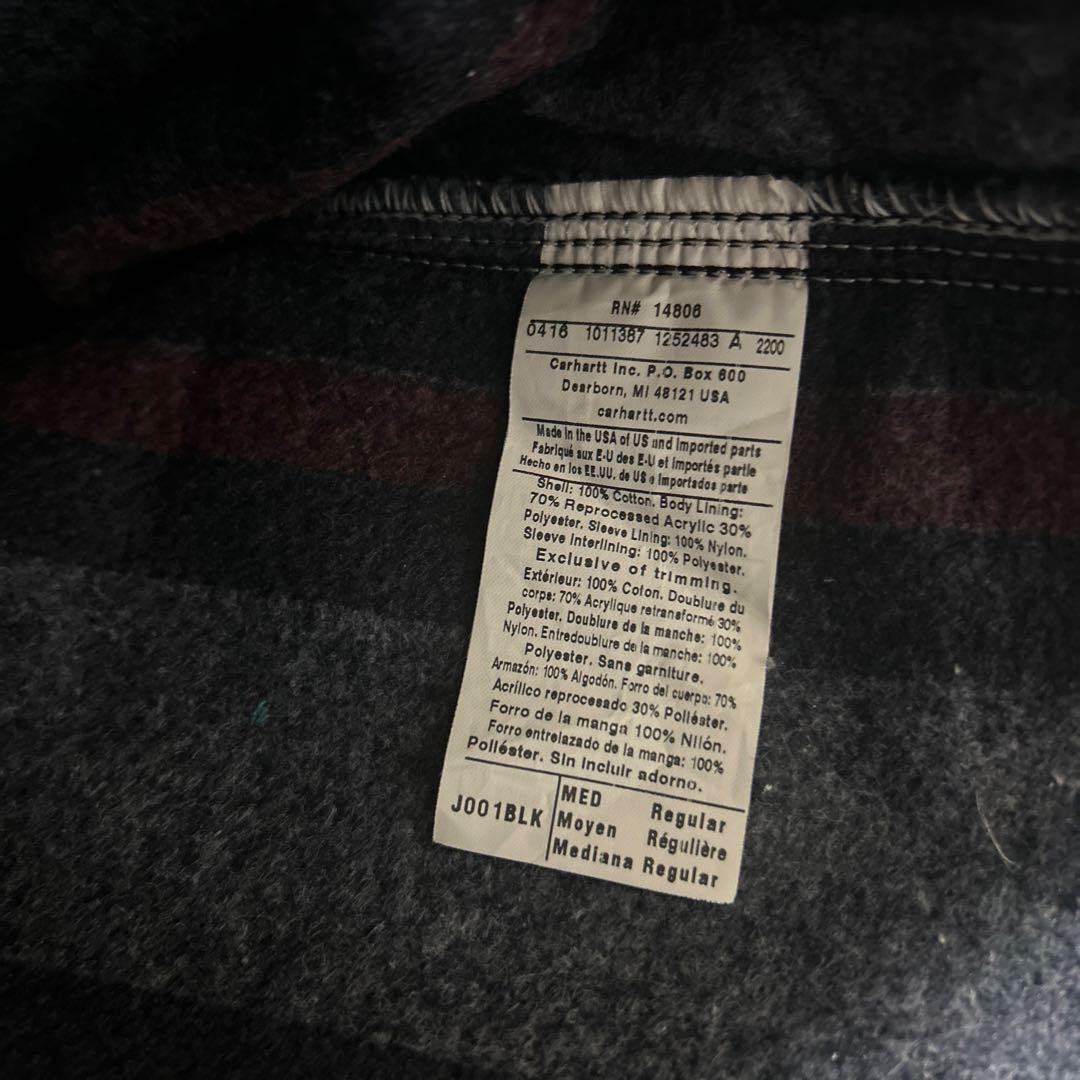 RN# 14806
0416 1011387 1252483 A 2200
Carhartt Inc. P.O. Box 600
Dearborn, MI 48121 USA
carhartt.com
Made in the USA of US and Imported parts
Fabriqué aux E-U des E-U et Importés partie
Hecho en los EE.UU. de US e Importados parte
Shell: 100% Cotton. Body Lining:
70% Reprocessed Acrylic 30%
Polyester. Sleeve Lining: 100% Nylon.
Sleeve Interlining: 100% Polyester.
Exclusive of trimming.
Extérieur: 100% Coton. Doublure du
corps: 70% Acrylique retransformé 30%
Polyester. Doublure de la manche: 100%
Nylon. Entredoublure de la manche: 100%
Polyester. Sans garniture.
Armazón: 100% Algodón. Forro del cuerpo: 70%
Acrílico reprocesado 30% Poliéster.
Forro de la manga 100% Nilón.
Forro entrelazado de la manga: 100%
Poliéster. Sin incluir adorno.
J001BLK
MED Regular
Moyen Régulière
Mediana Regular